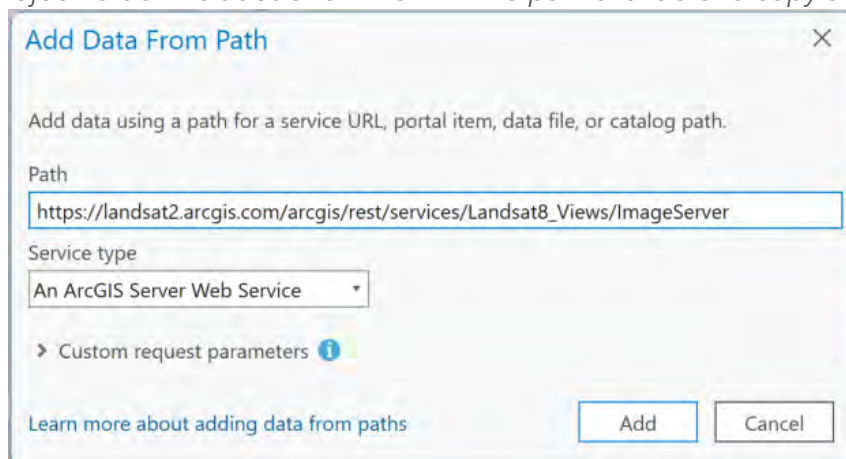 Add Data From Path
Add data using a path for a service URL, portal item, data file, or catalog path.
Path
https://landsat2.arcgis.com/arcgis/rest/services/Landsat8_Views/ImageServer
Service type
An ArcGIS Server Web Service
Custom request parameters
Learn more about adding data from paths
Add
Cancel